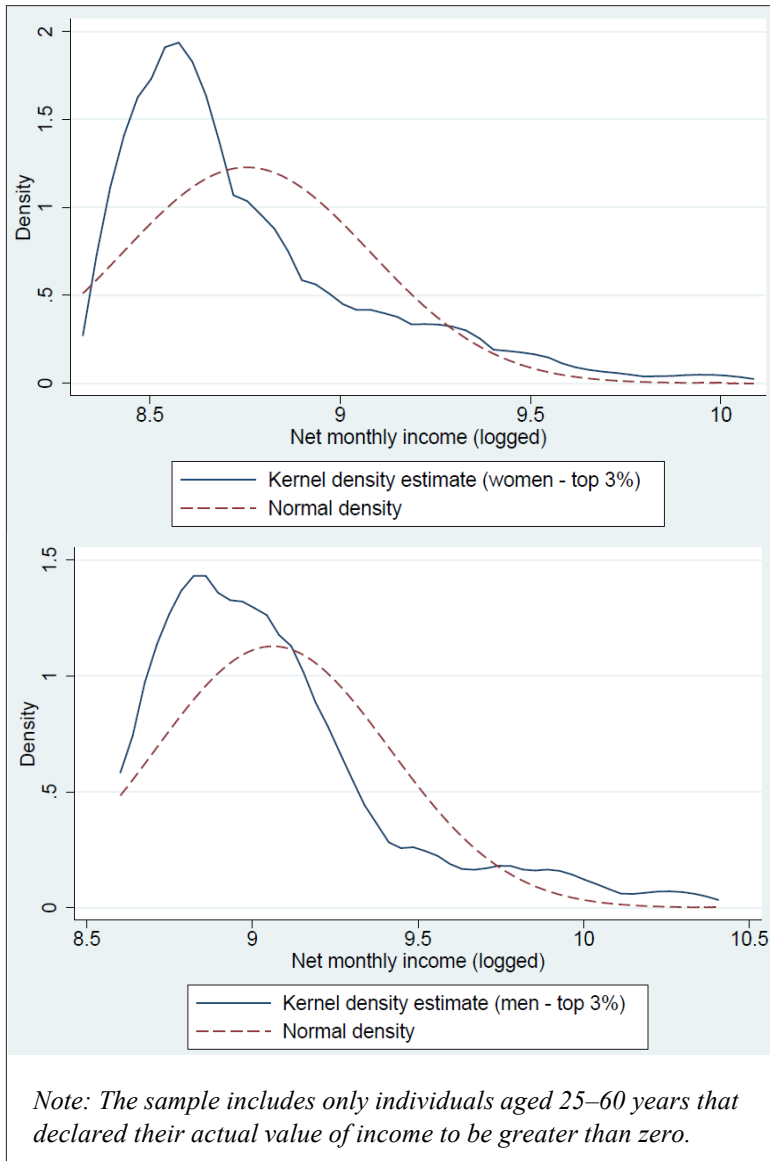 2
1.5
1
.5
0
Density
8.5 9 9.5 10
Net monthly income (logged)
Kernel density estimate (women - top 3%)
Normal density
1.5
1
.5
0
Density
8.5 9 9.5 10 10.5
Net monthly income (logged)
Kernel density estimate (men - top 3%)
Normal density
Note: The sample includes only individuals aged 25–60 years that
declared their actual value of income to be greater than zero.